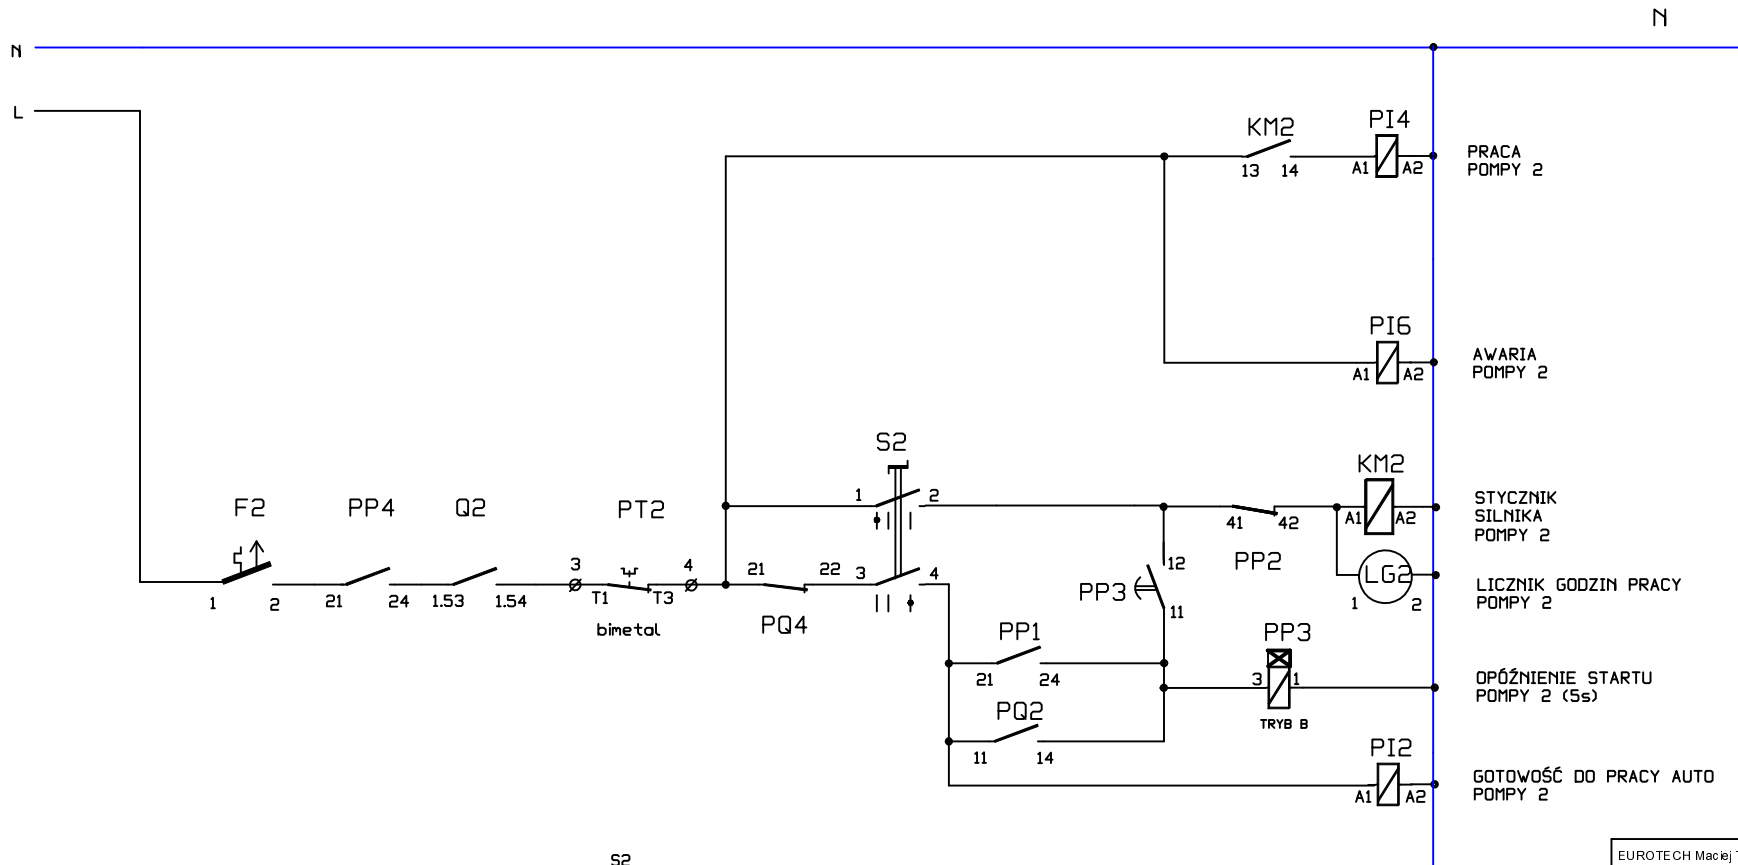 N
N
L
KM2
PI4
13
14
A1
A2
PRACA
POMPY 2
PI6
A1
A2
AWARIA
POMPY 2
S2
1
2
KM2
A1
A2
STYCZNIK
SILNIKA
POMPY 2
41
42
PP2
F2
1
2
PP4
21
24
Q2
1.53
1.54
PT2
3
4
T1
T3
bimetal
21
22
PQ4
3
4
12
PP3
11
LG2
1
2
LICZNIK GODZIN PRACY
POMPY 2
PP1
21
24
PP3
3
1
TRYB B
OPÓŹNIENIE STARTU
POMPY 2 (5s)
PQ2
11
14
PI2
A1
A2
GOTOWOŚĆ DO PRACY AUTO
POMPY 2
S2
EUROTECH Maciej